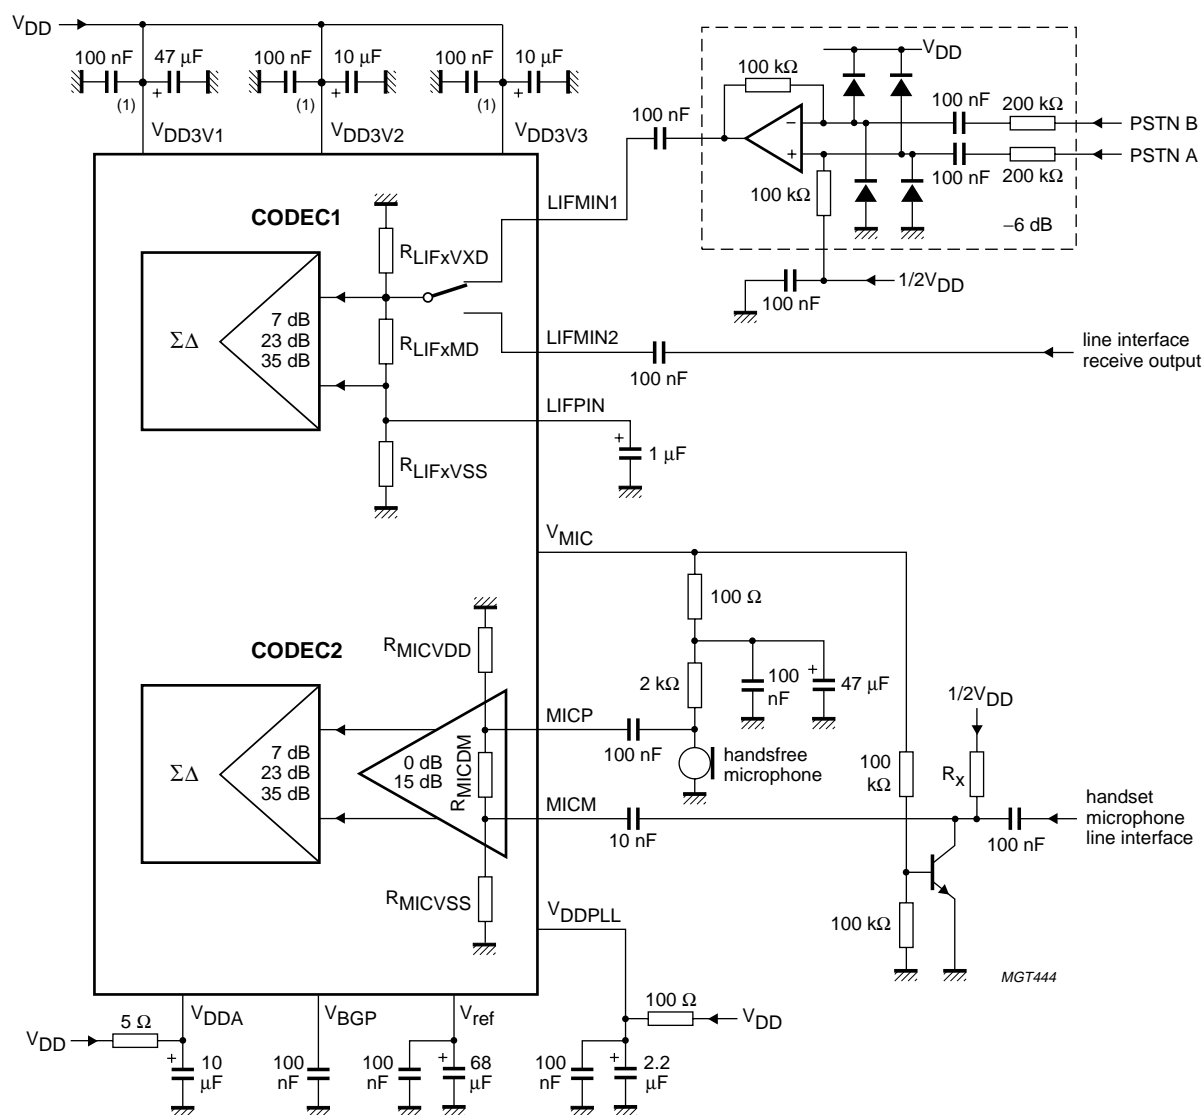 VDD
100 nF
47 μF
100 nF
10 μF
100 nF
10 μF
+
(1)
+
(1)
+
(1)
VDD3V1
VDD3V2
VDD3V3
VDD
100 kΩ
100 nF
100 nF
200 kΩ
PSTN B
−
+
PSTN A
100 nF
200 kΩ
100 kΩ
−6 dB
1/2VDD
100 nF
LIFMIN1
CODEC1
RLIFxVXD
ΣΔ
7 dB
23 dB
35 dB
RLIFxMD
LIFMIN2
100 nF
line interface
receive output
LIFPIN
+
1 μF
RLIFxVSS
VMIC
100 Ω
CODEC2
RMICVDD
2 kΩ
100
nF
+
47 μF
1/2VDD
MICP
100 nF
handsfree
microphone
ΣΔ
7 dB
23 dB
35 dB
0 dB
15 dB
RMICDM
100
kΩ
RX
MICM
10 nF
100 nF
handset
microphone
line interface
RMICVSS
VDDPLL
100 kΩ
MGT444
VDD
5 Ω
VDDA
VBGP
Vref
100 Ω
VDD
+
10
μF
100
nF
100
nF
+
68
μF
100
nF
+
2.2
μF